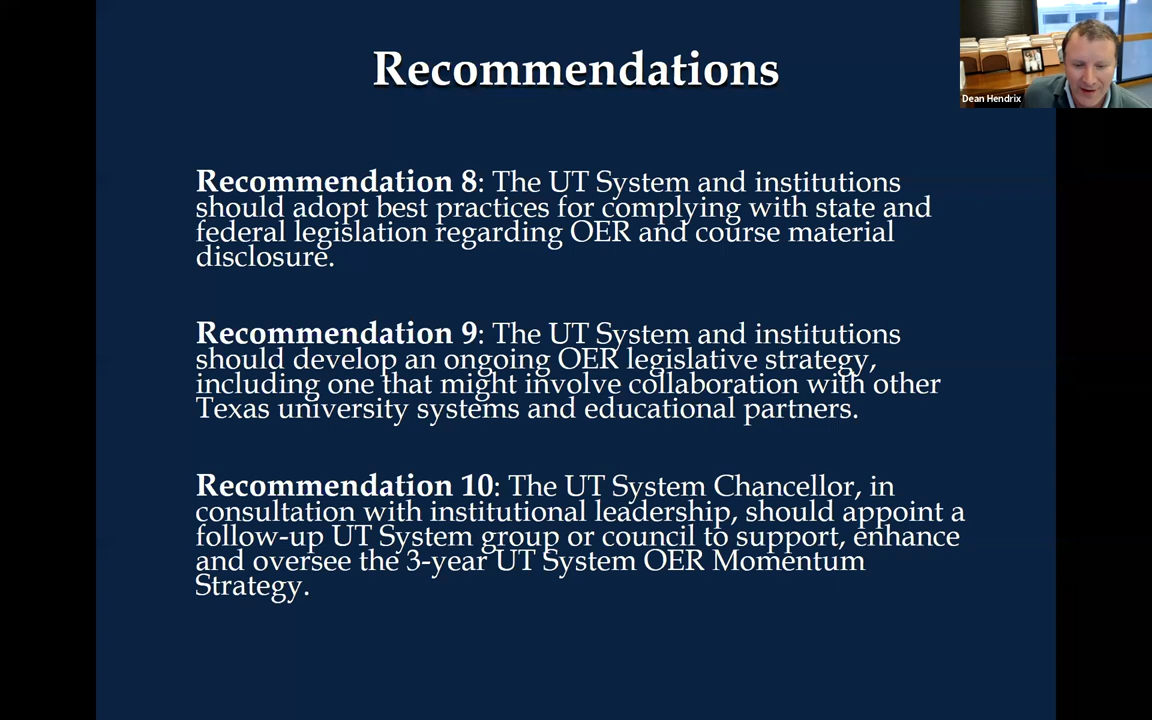 Recommendations
Dean Hendrix
Recommendation 8: The UT System and institutions
should adopt best practices for complying with state and
federal legislation regarding OER and course material
disclosure.
Recommendation 9: The UT System and institutions
should develop an ongoing OER legislative strategy,
including one that might involve collaboration with other
Texas university systems and educational partners.
Recommendation 10: The UT System Chancellor, in
consultation with institutional leadership, should appoint a
follow-up UT System group or council to support, enhance
and oversee the 3-year UT System OER Momentum
Strategy.